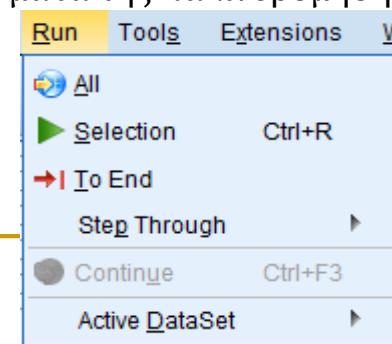 Run Tools Extensions
All
Selection Ctrl+R
To End
Step Through
Continue Ctrl+F3
Active DataSet